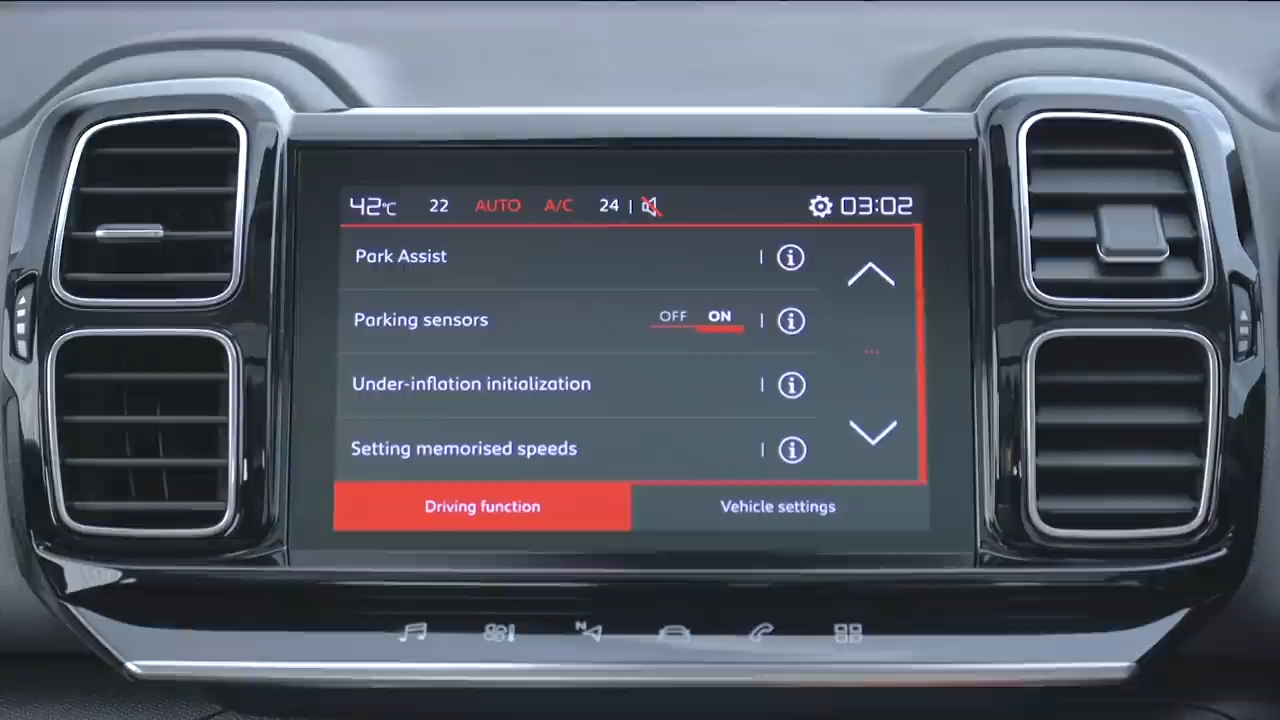 42°C 22 AUTO A/C 24 | 03:02
Park Assist
Parking sensors OFF ON
Under-inflation initialization
Setting memorised speeds
Driving function Vehicle settings
N